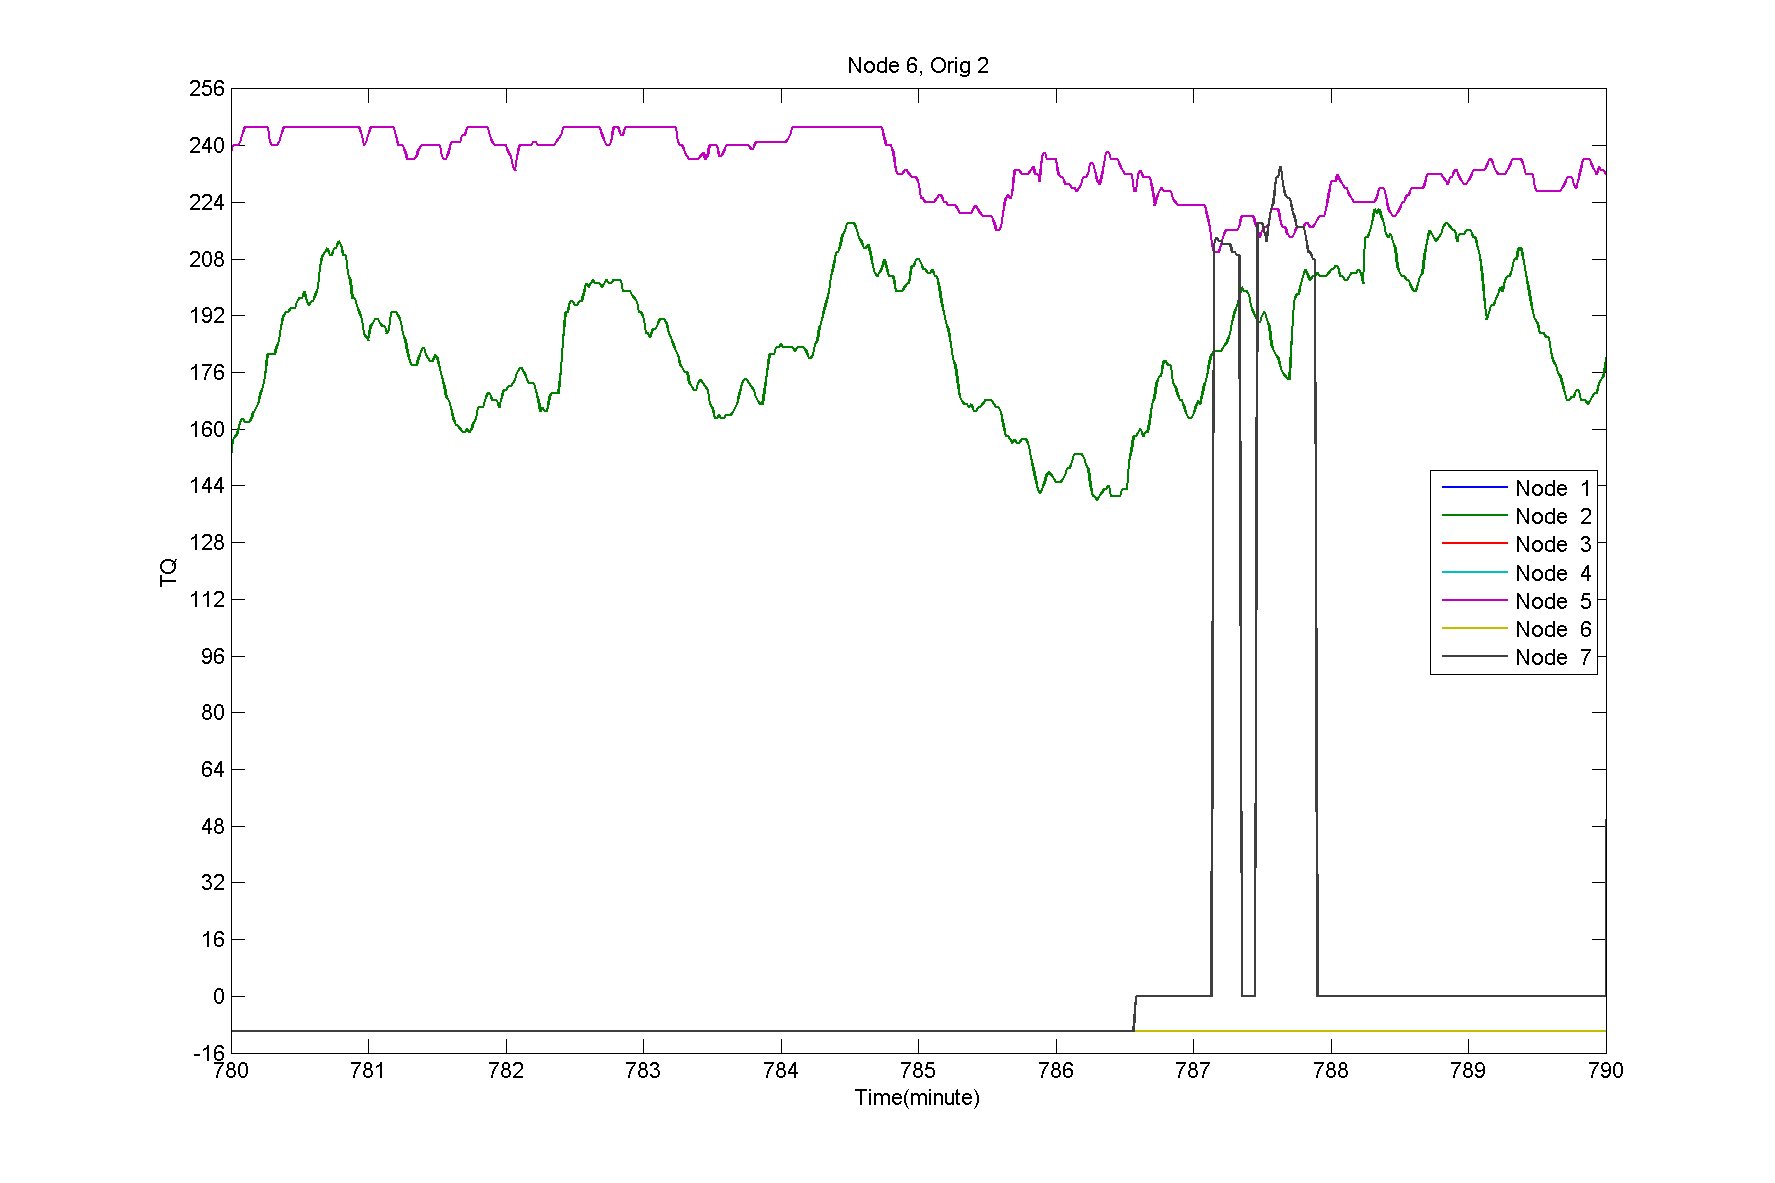 Node 6, Orig 2
256
240
224
208
192
176
160
144
128
112
96
80
64
48
32
16
0
-16
TQ
780 781 782 783 784 785 786 787 788 789 790
Time(minute)
Node 1
Node 2
Node 3
Node 4
Node 5
Node 6
Node 7